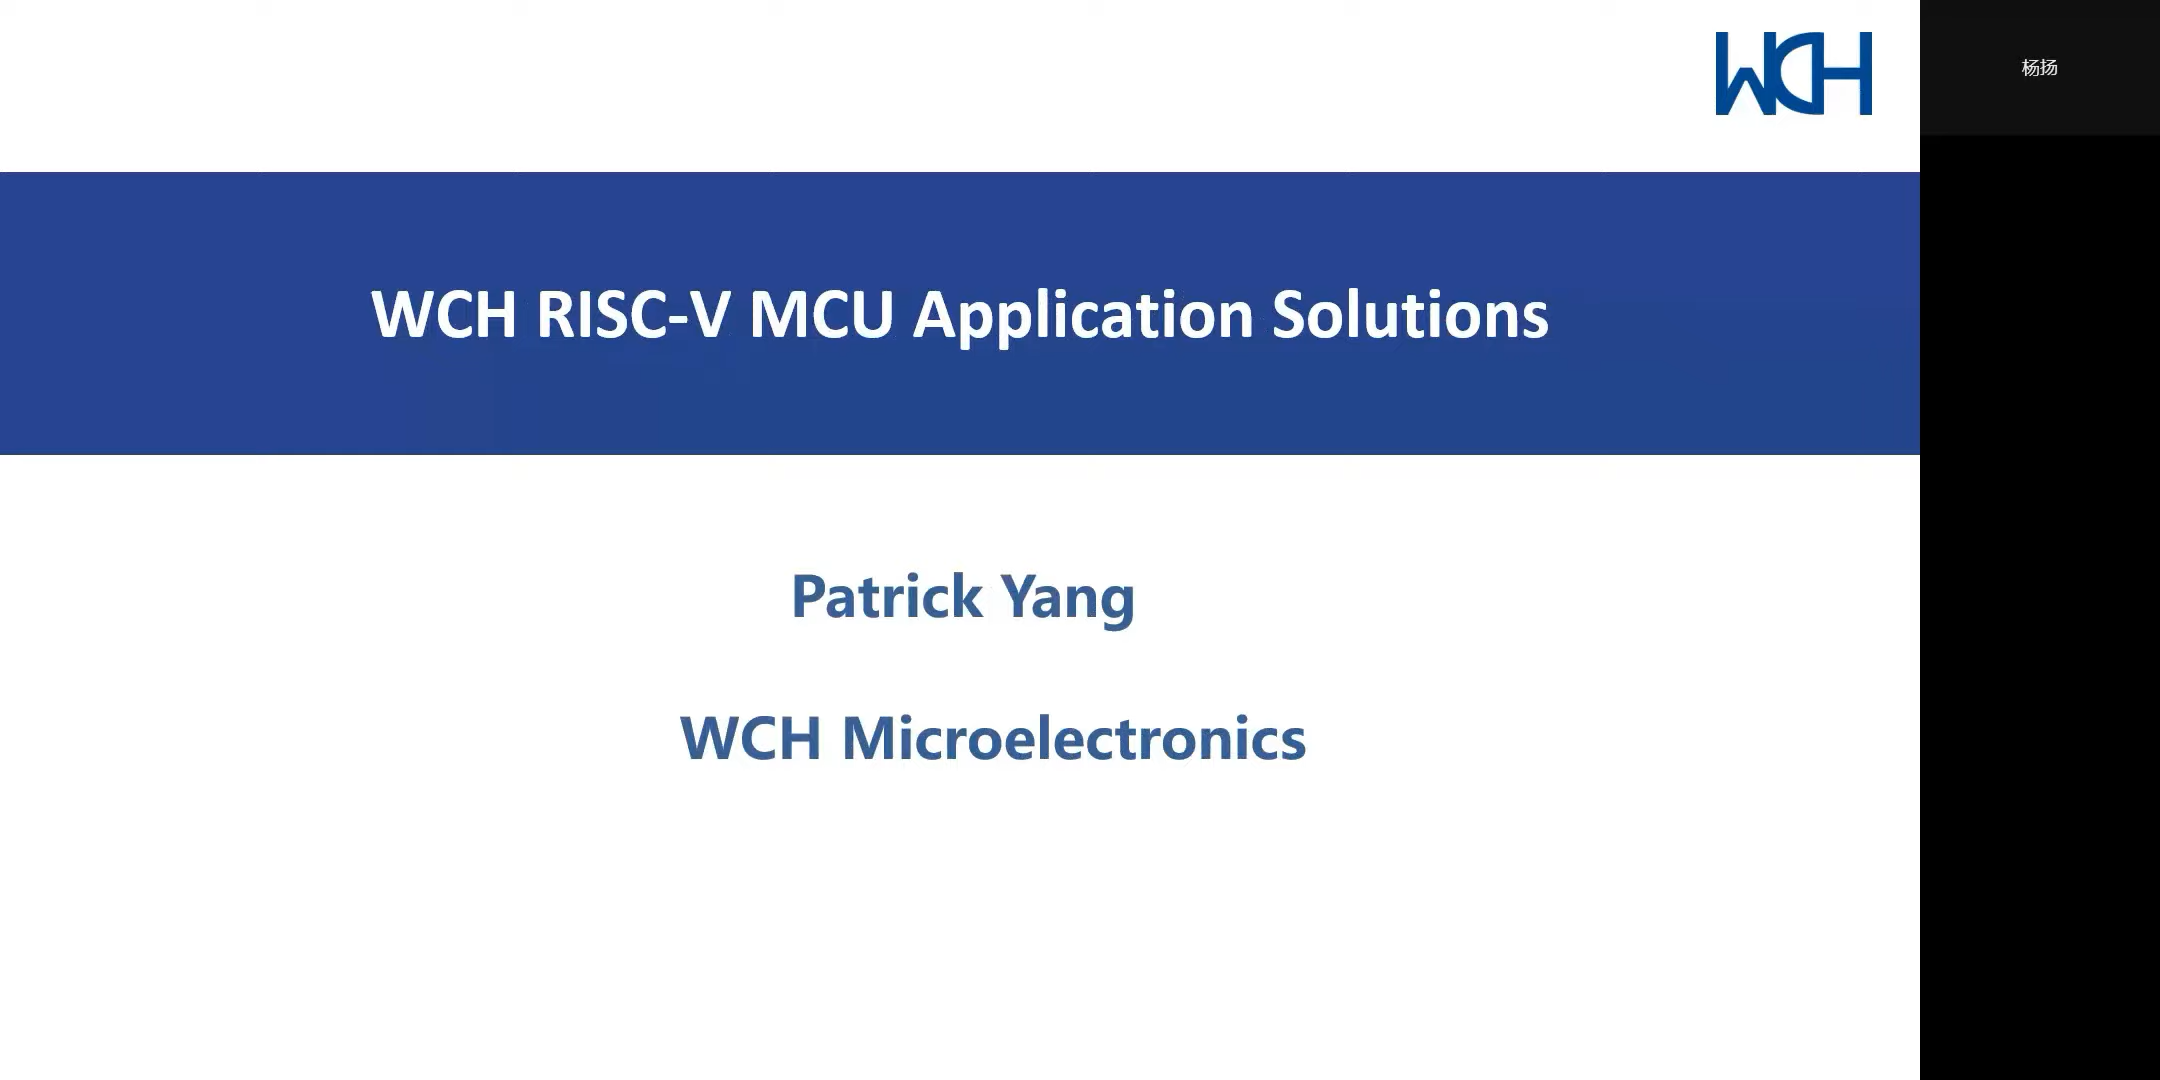 WCH
杨扬
WCH RISC-V MCU Application Solutions
Patrick Yang
WCH Microelectronics